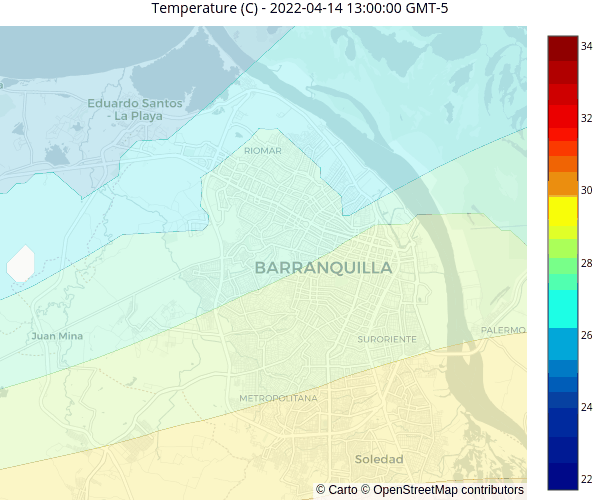 Temperature (C) - 2022-04-14 13:00:00 GMT-5
Eduardo Santos
- La Playa
RIOMAR
BARRANQUILLA
Juan Mina
SURORIENTE
PALERMO
METROPOLITANA
Soledad
© Carto © OpenStreetMap contributors
34
32
30
28
26
24
22